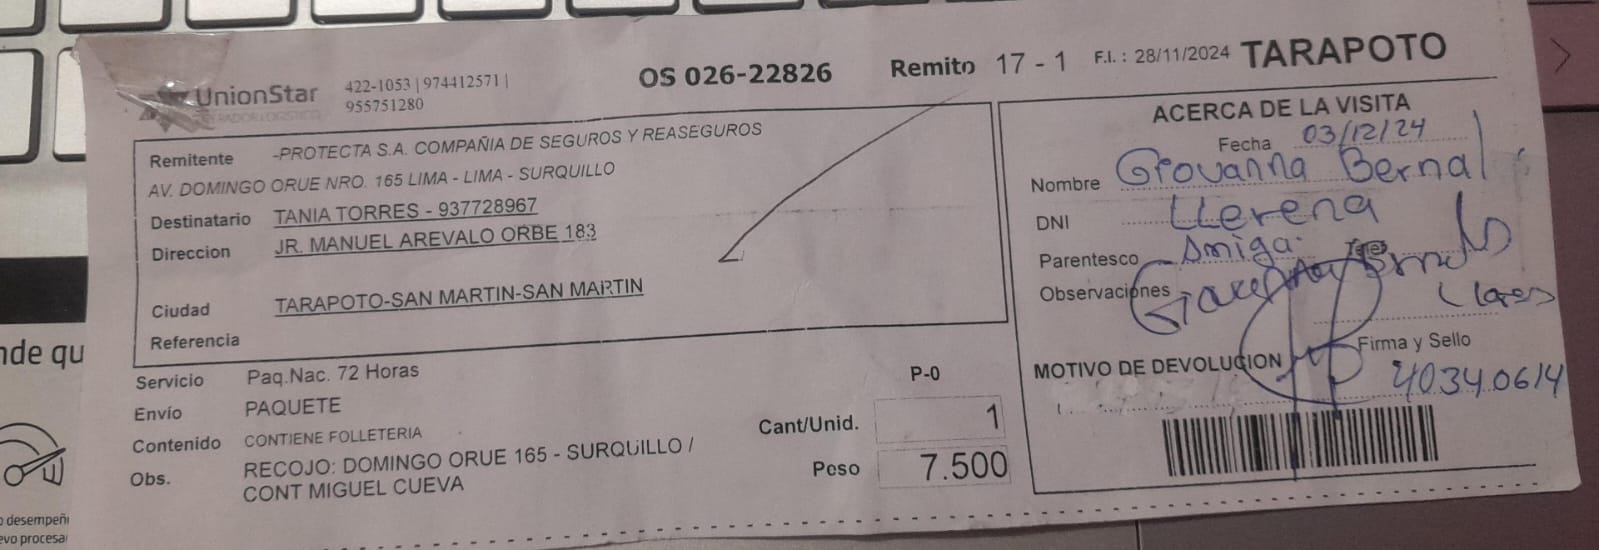 UnionStar
OPERADOR LOGISTICO
422-1053 | 974412571 |
955751280
OS 026-22826
Remito 17 - 1
F.I. : 28/11/2024
TARAPOTO
Remitente -PROTECTA S.A. COMPAÑIA DE SEGUROS Y REASEGUROS
AV. DOMINGO ORUE NRO. 165 LIMA - LIMA - SURQUILLO
Destinatario TANIA TORRES - 937728967
Direccion JR. MANUEL AREVALO ORBE 183
Ciudad TARAPOTO-SAN MARTIN-SAN MARTIN
Referencia
Servicio Paq.Nac. 72 Horas
P-0
Envío PAQUETE
Contenido CONTIENE FOLLETERIA
Cant/Unid. 1
Obs. RECOJO: DOMINGO ORUE 165 - SURQUILLO /
CONT MIGUEL CUEVA
Peso 7.500
ACERCA DE LA VISITA
Fecha 03/12/24
Nombre Giovanna Bernal
DNI Llerena
Parentesco Amiga
Observaciones
Firma y Sello
MOTIVO DE DEVOLUCION
40340614
nde qu
desempeñ
evo procesa